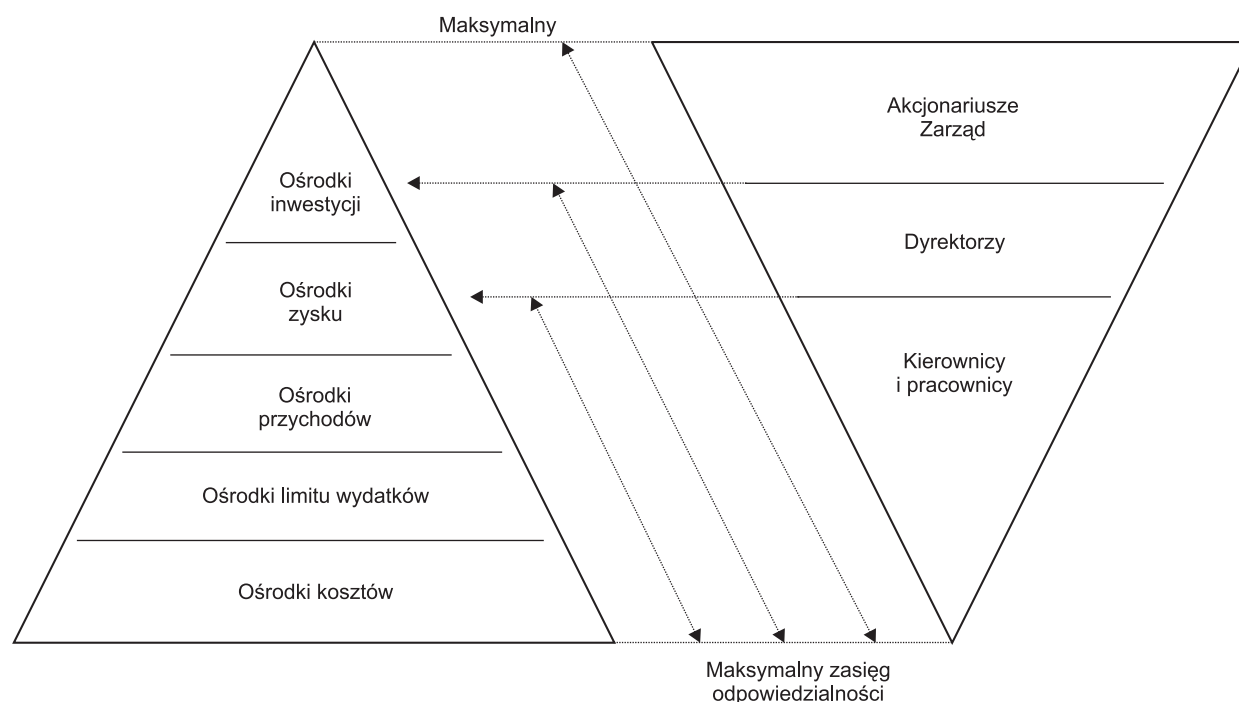 Maksymalny
Ośrodki
inwestycji
Ośrodki
zysku
Ośrodki
przychodów
Ośrodki limitu wydatków
Ośrodki kosztów
Akcjonariusze
Zarząd
Dyrektorzy
Kierownicy
i pracownicy
Maksymalny zasięg
odpowiedzialności